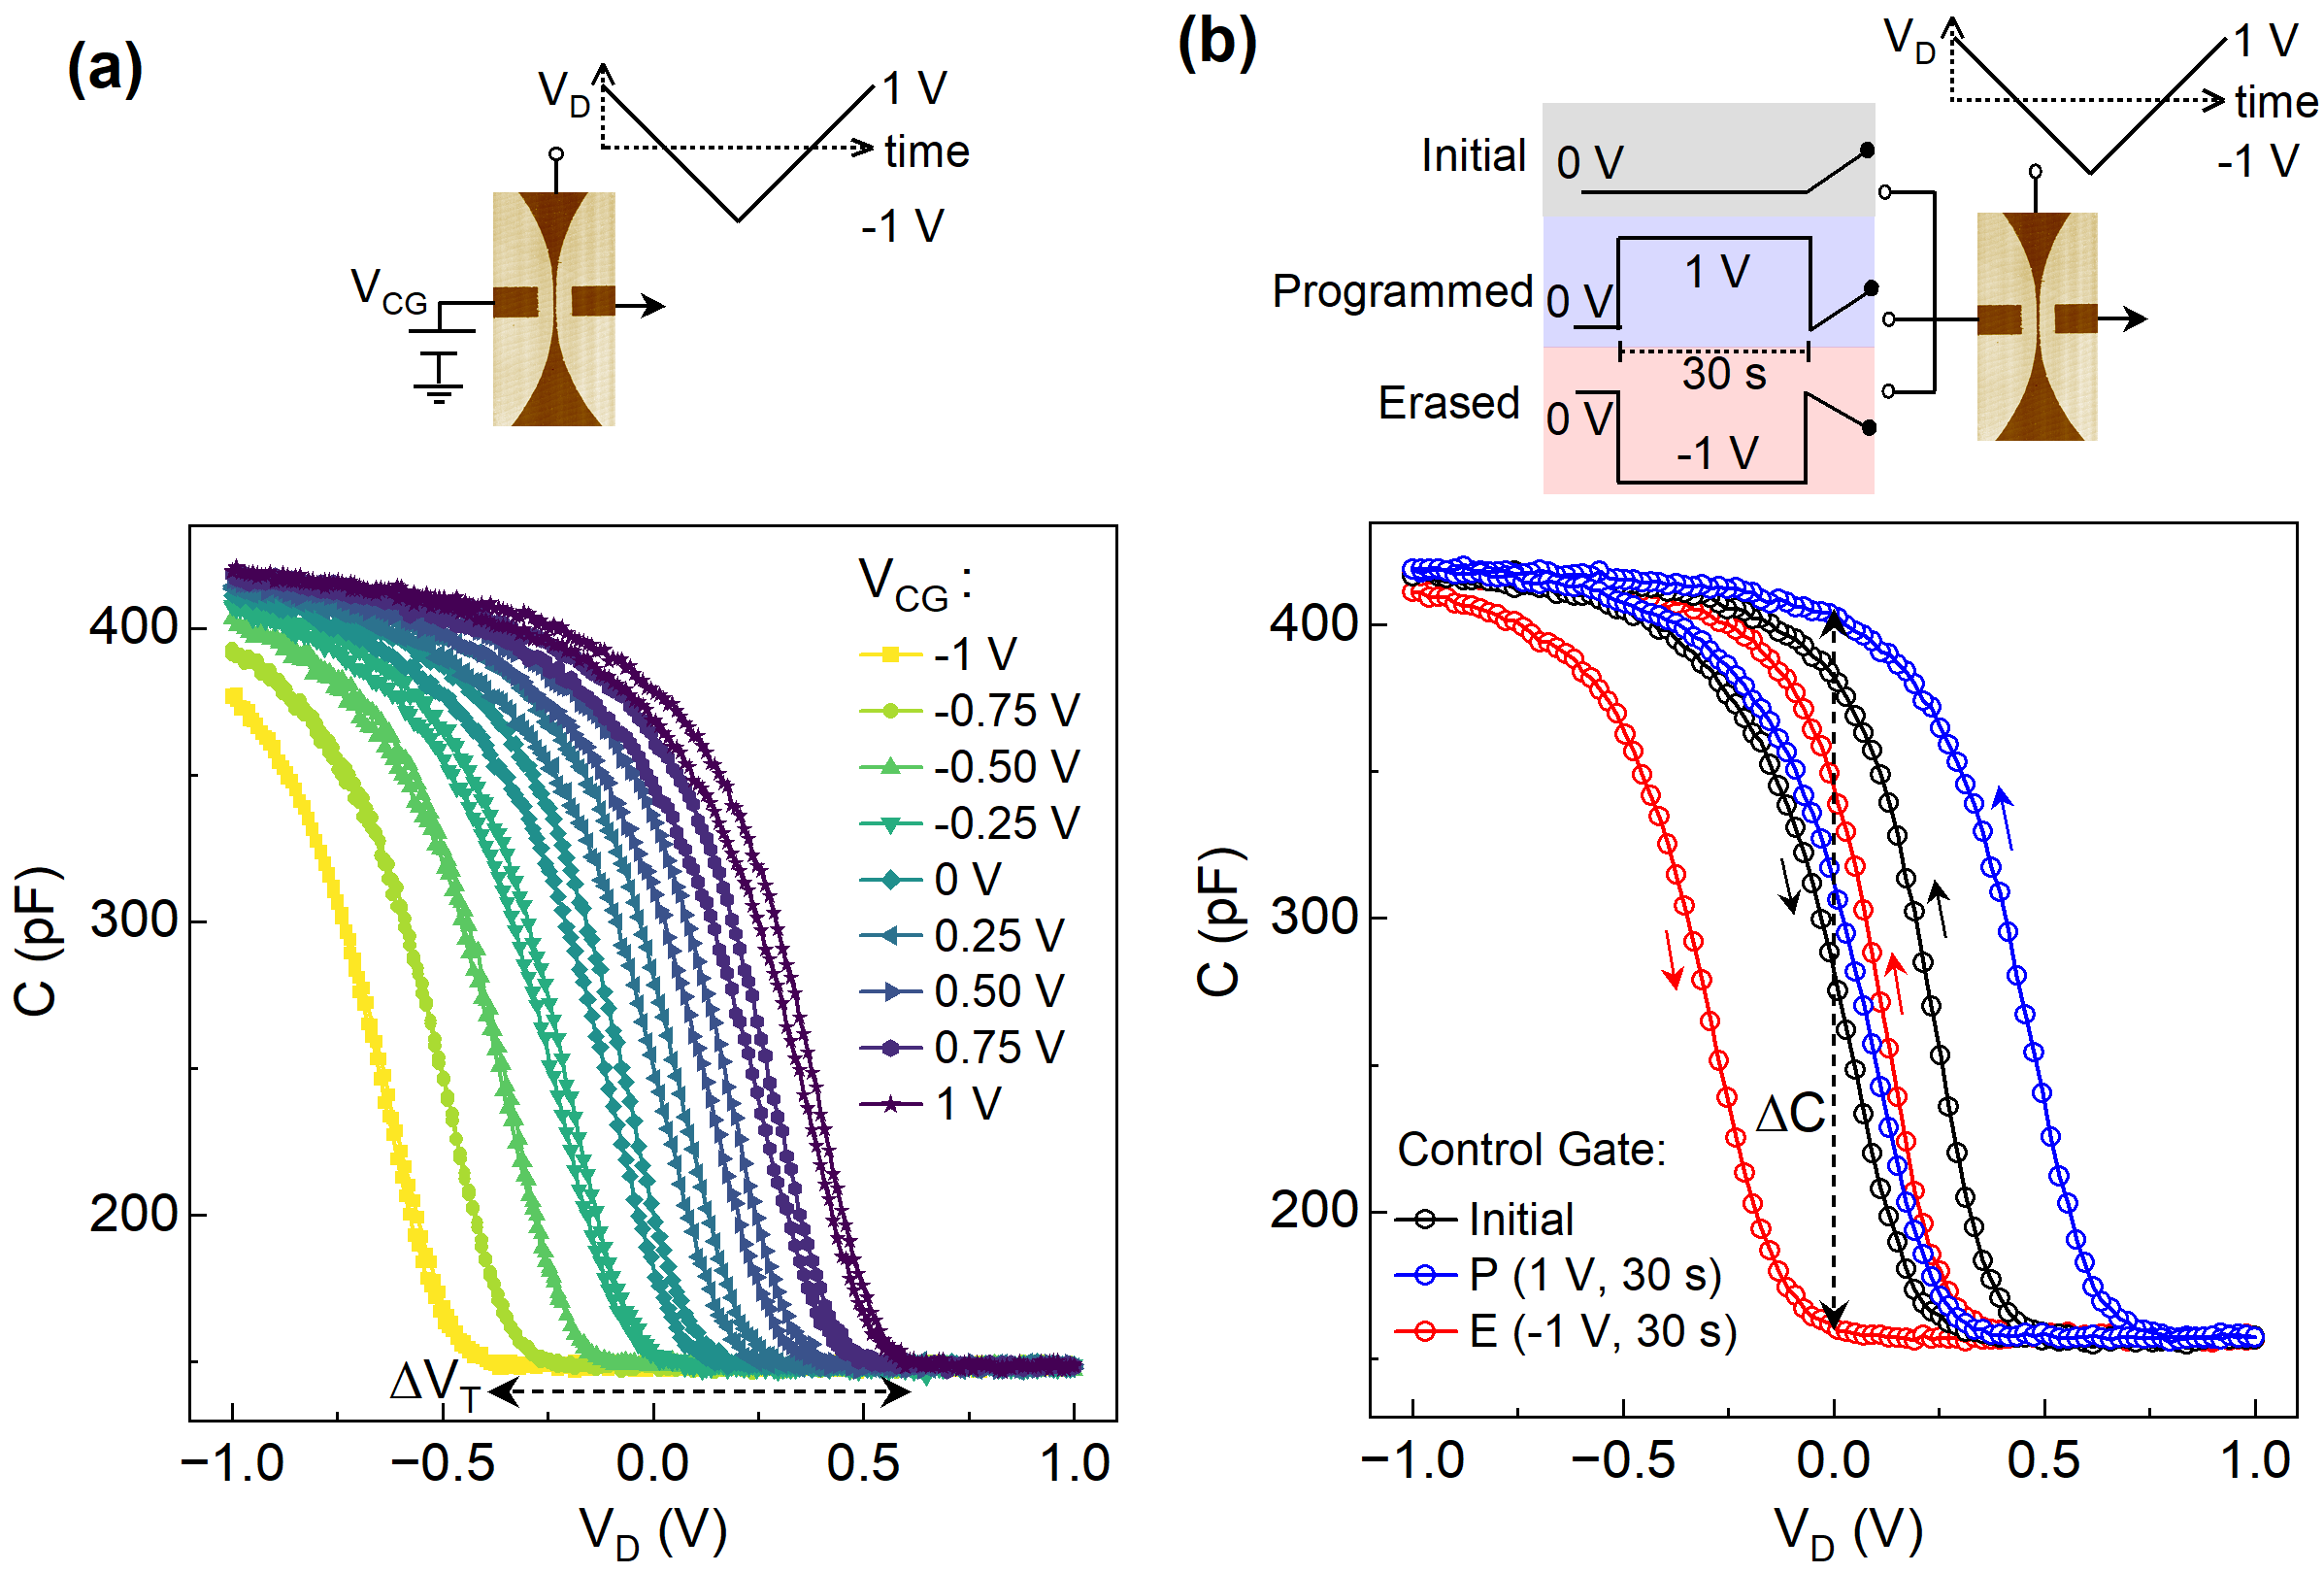 (a)
V_D
1 V
time
-1 V
V_CG
C (pF)
400
300
200
V_CG :
-1 V
-0.75 V
-0.50 V
-0.25 V
0 V
0.25 V
0.50 V
0.75 V
1 V
ΔV_T
−1.0 −0.5 0.0 0.5 1.0
V_D (V)
(b)
V_D
1 V
time
-1 V
Initial 0 V
Programmed 0 V 1 V
30 s
Erased 0 V -1 V
C (pF)
400
300
200
ΔC
Control Gate:
Initial
P (1 V, 30 s)
E (-1 V, 30 s)
−1.0 −0.5 0.0 0.5 1.0
V_D (V)